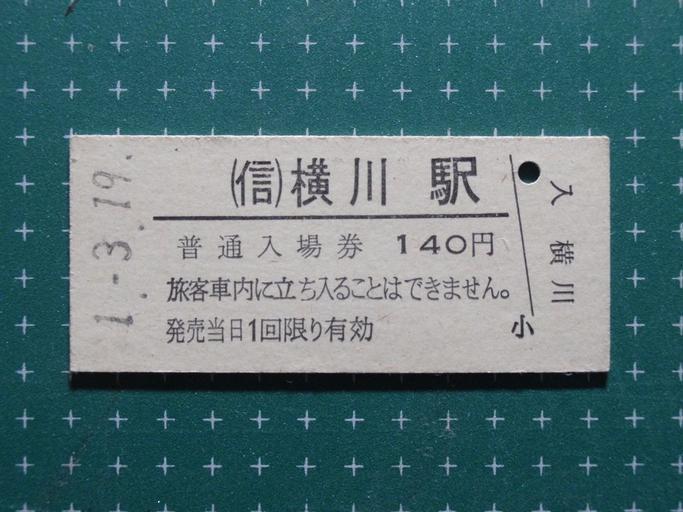 1.-3.19.
(信)横川駅
普通入場券 140円
旅客車内に立ち入ることはできません。
発売当日1回限り有効
入 横川
小